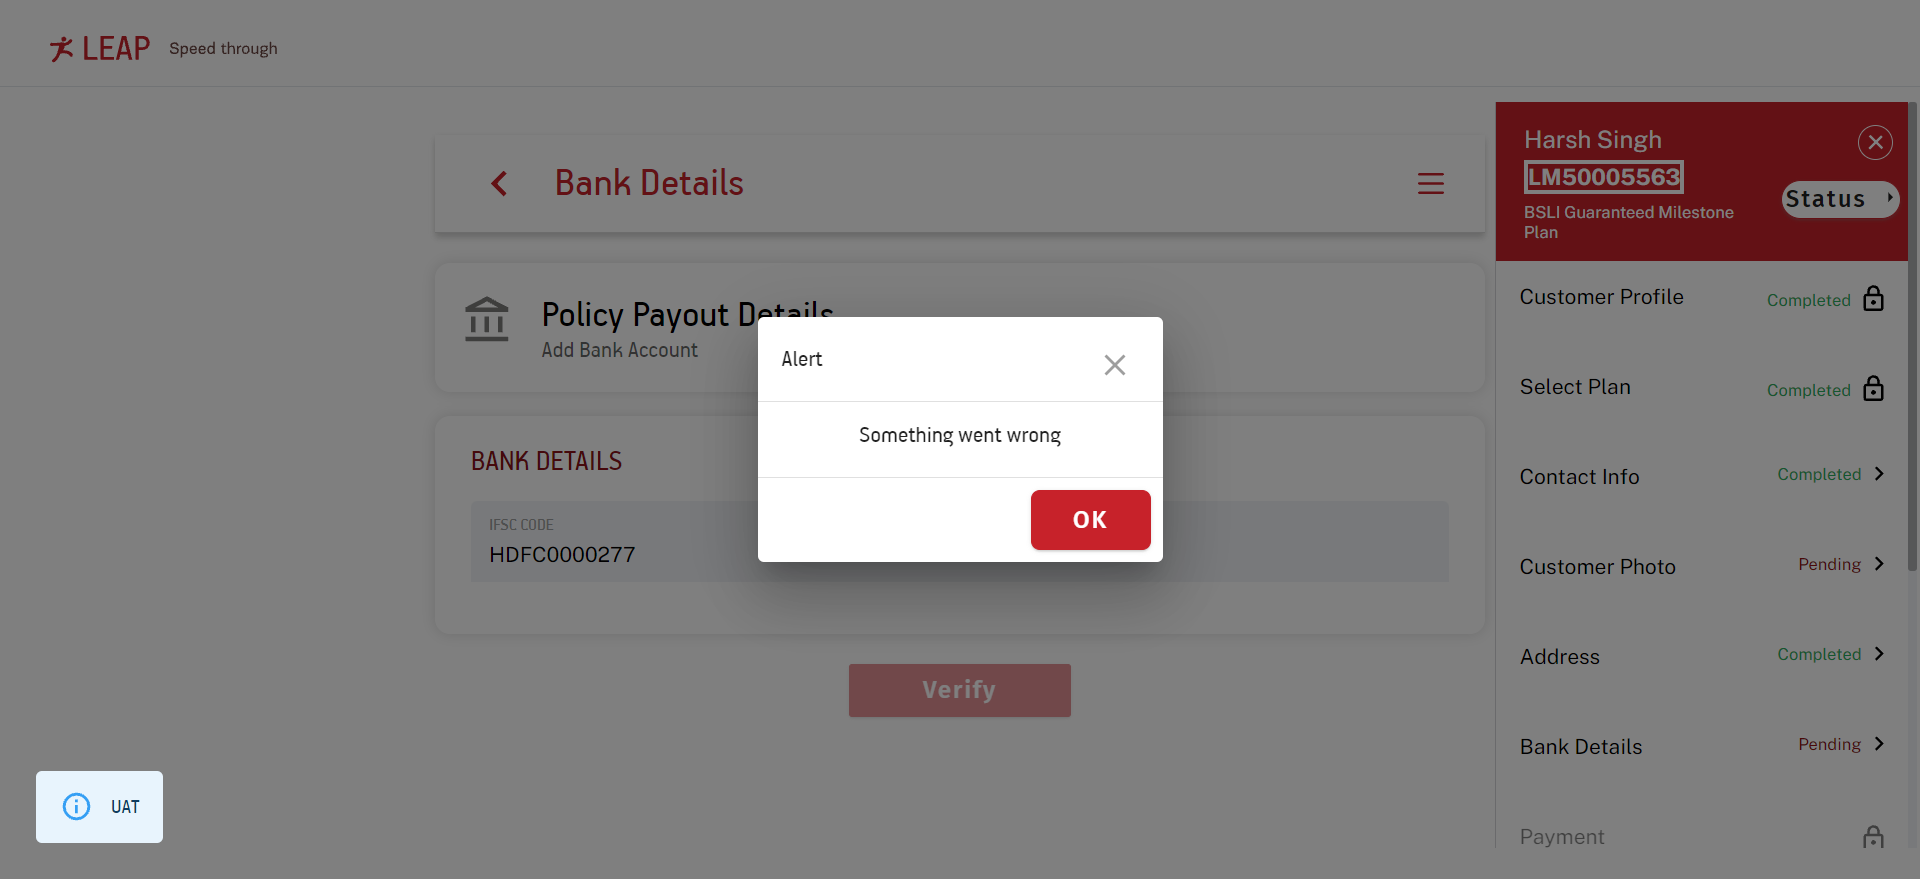 LEAP Speed through
Bank Details
Harsh Singh
LM50005563
Status
BSLI Guaranteed Milestone
Plan
Policy Payout Details
Add Bank Account
BANK DETAILS
IFSC CODE
HDFC0000277
Verify
Alert
Something went wrong
OK
Customer Profile Completed
Select Plan Completed
Contact Info Completed
Customer Photo Pending
Address Completed
Bank Details Pending
Payment
UAT